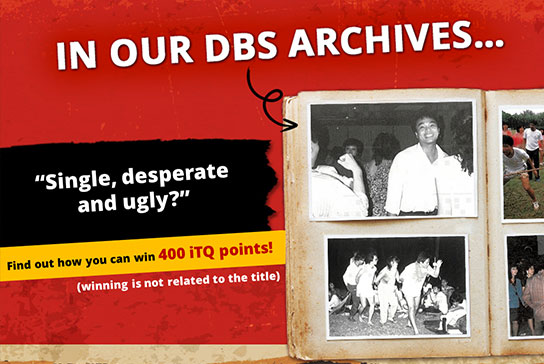 IN OUR DBS ARCHIVES...
“Single, desperate
and ugly?”
Find out how you can win 400 iTQ points!
(winning is not related to the title)